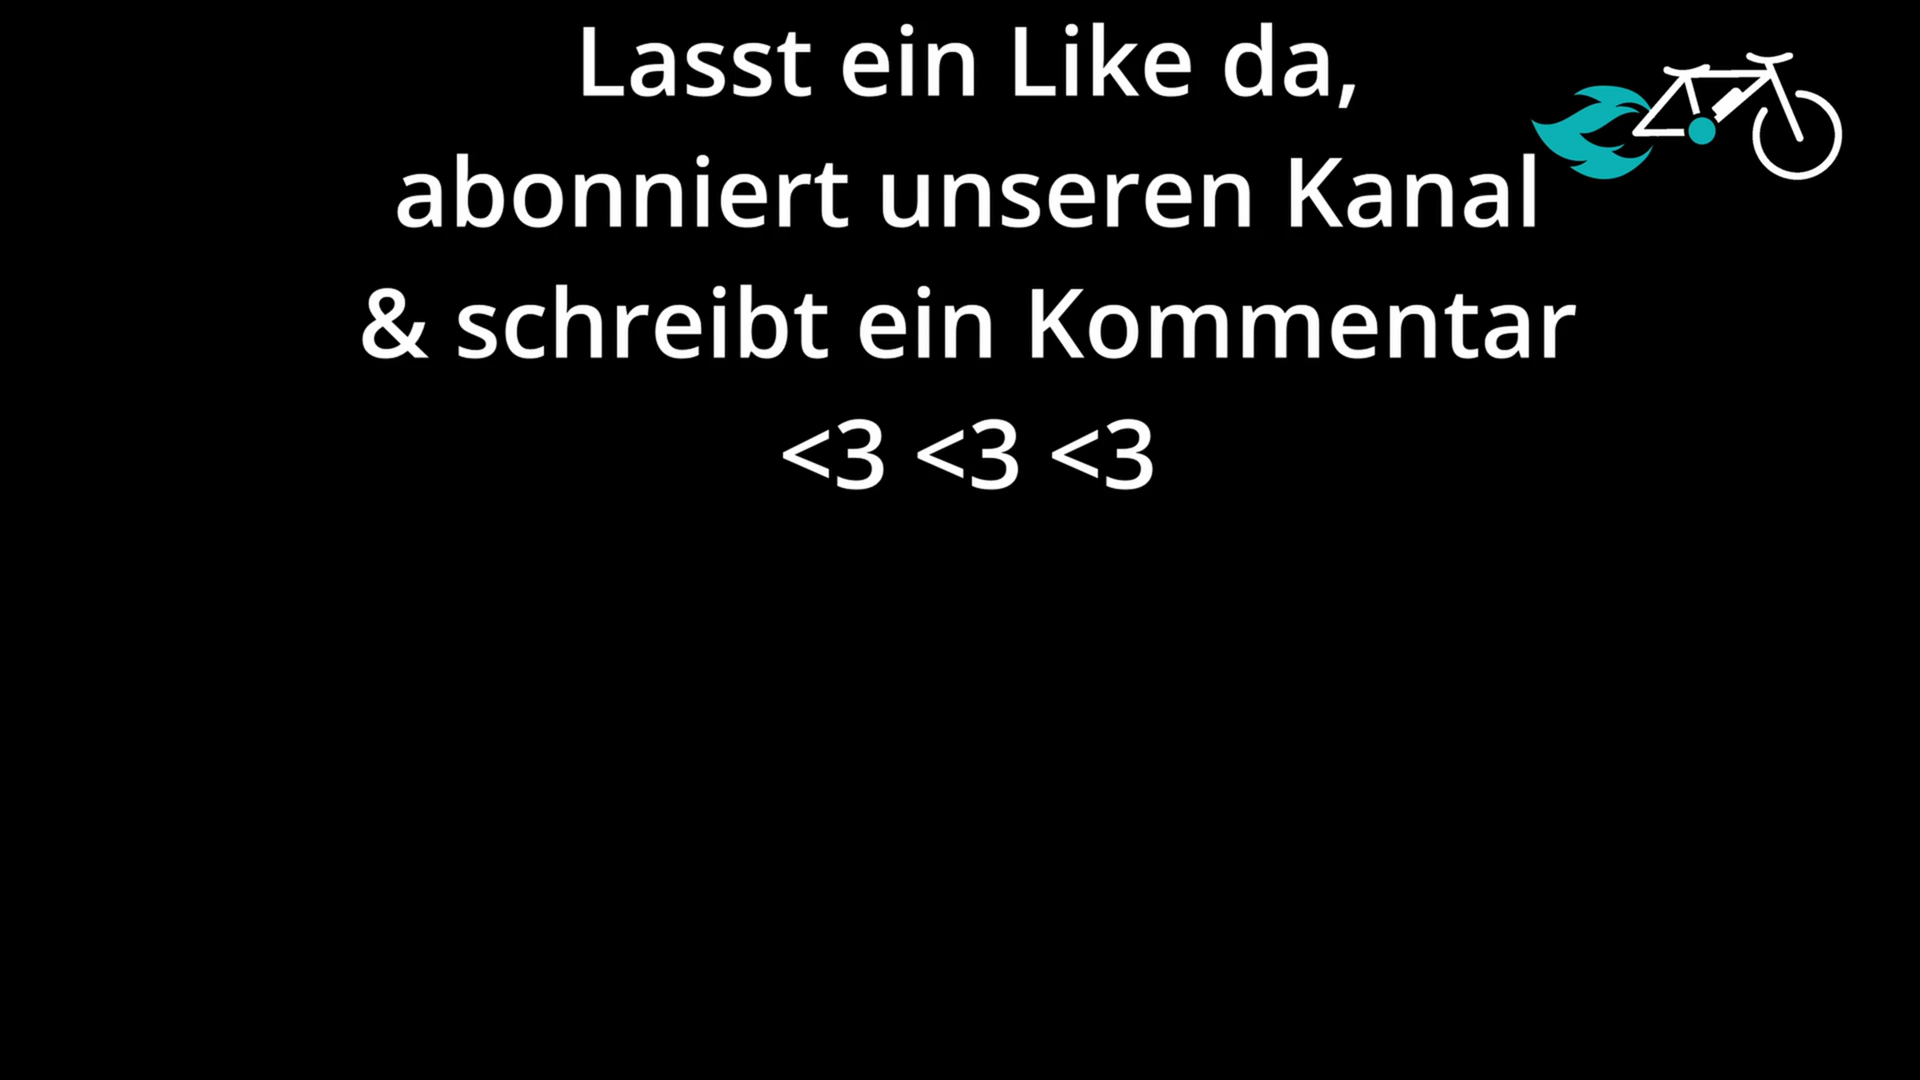 Lasst ein Like da,
abonniert unseren Kanal
& schreibt ein Kommentar
<3 <3 <3